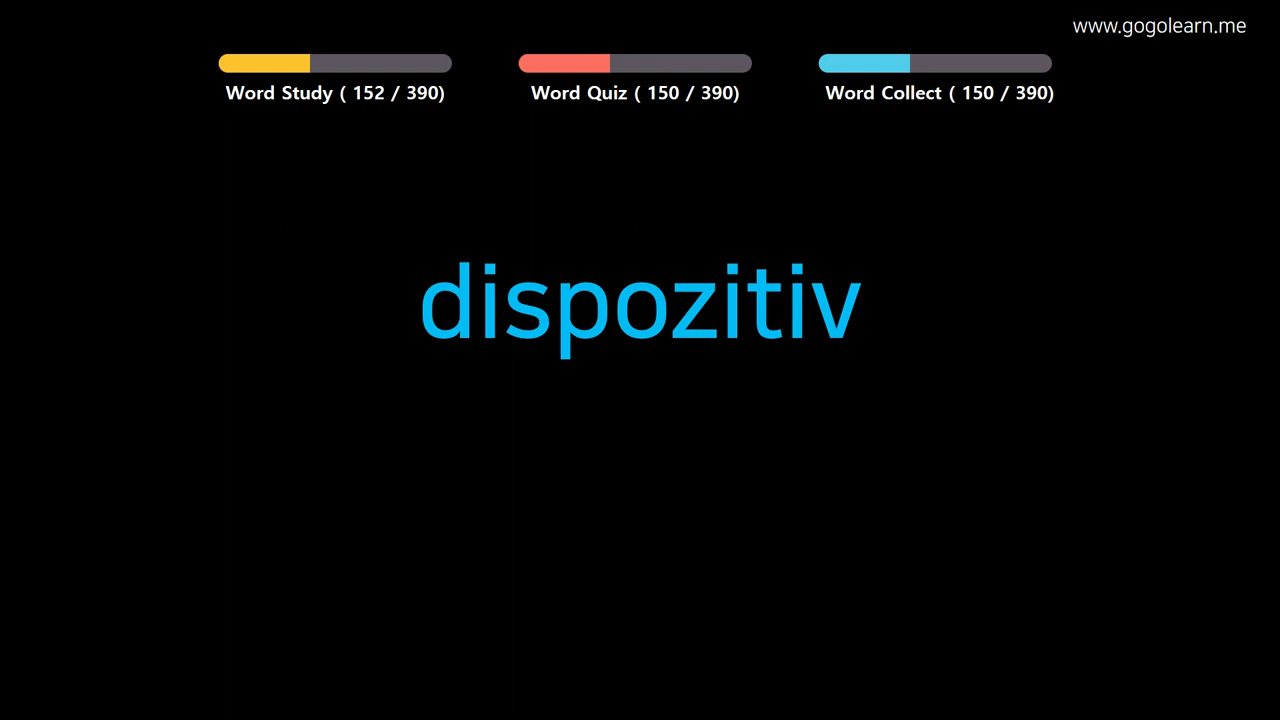 www.gogolearn.me
Word Study ( 152 / 390)
Word Quiz ( 150 / 390)
Word Collect ( 150 / 390)
dispozitiv